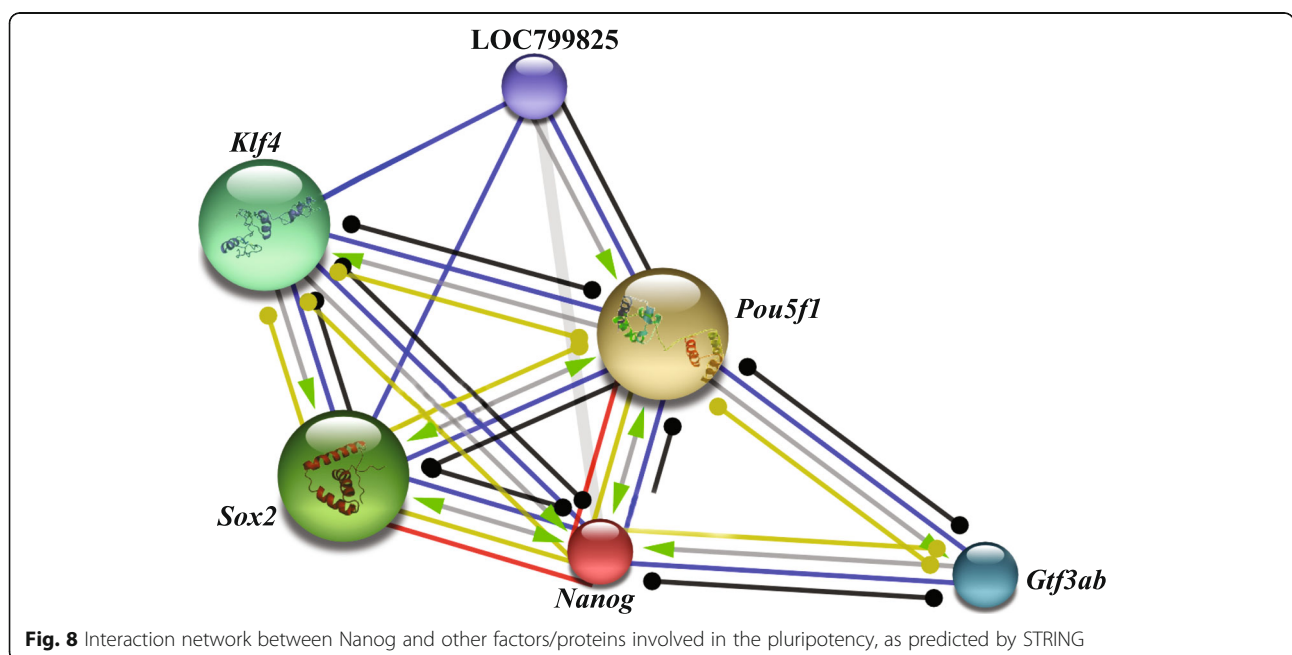 LOC799825
Klf4
Pou5f1
Sox2
Nanog
Gtf3ab
Fig. 8 Interaction network between Nanog and other factors/proteins involved in the pluripotency, as predicted by STRING